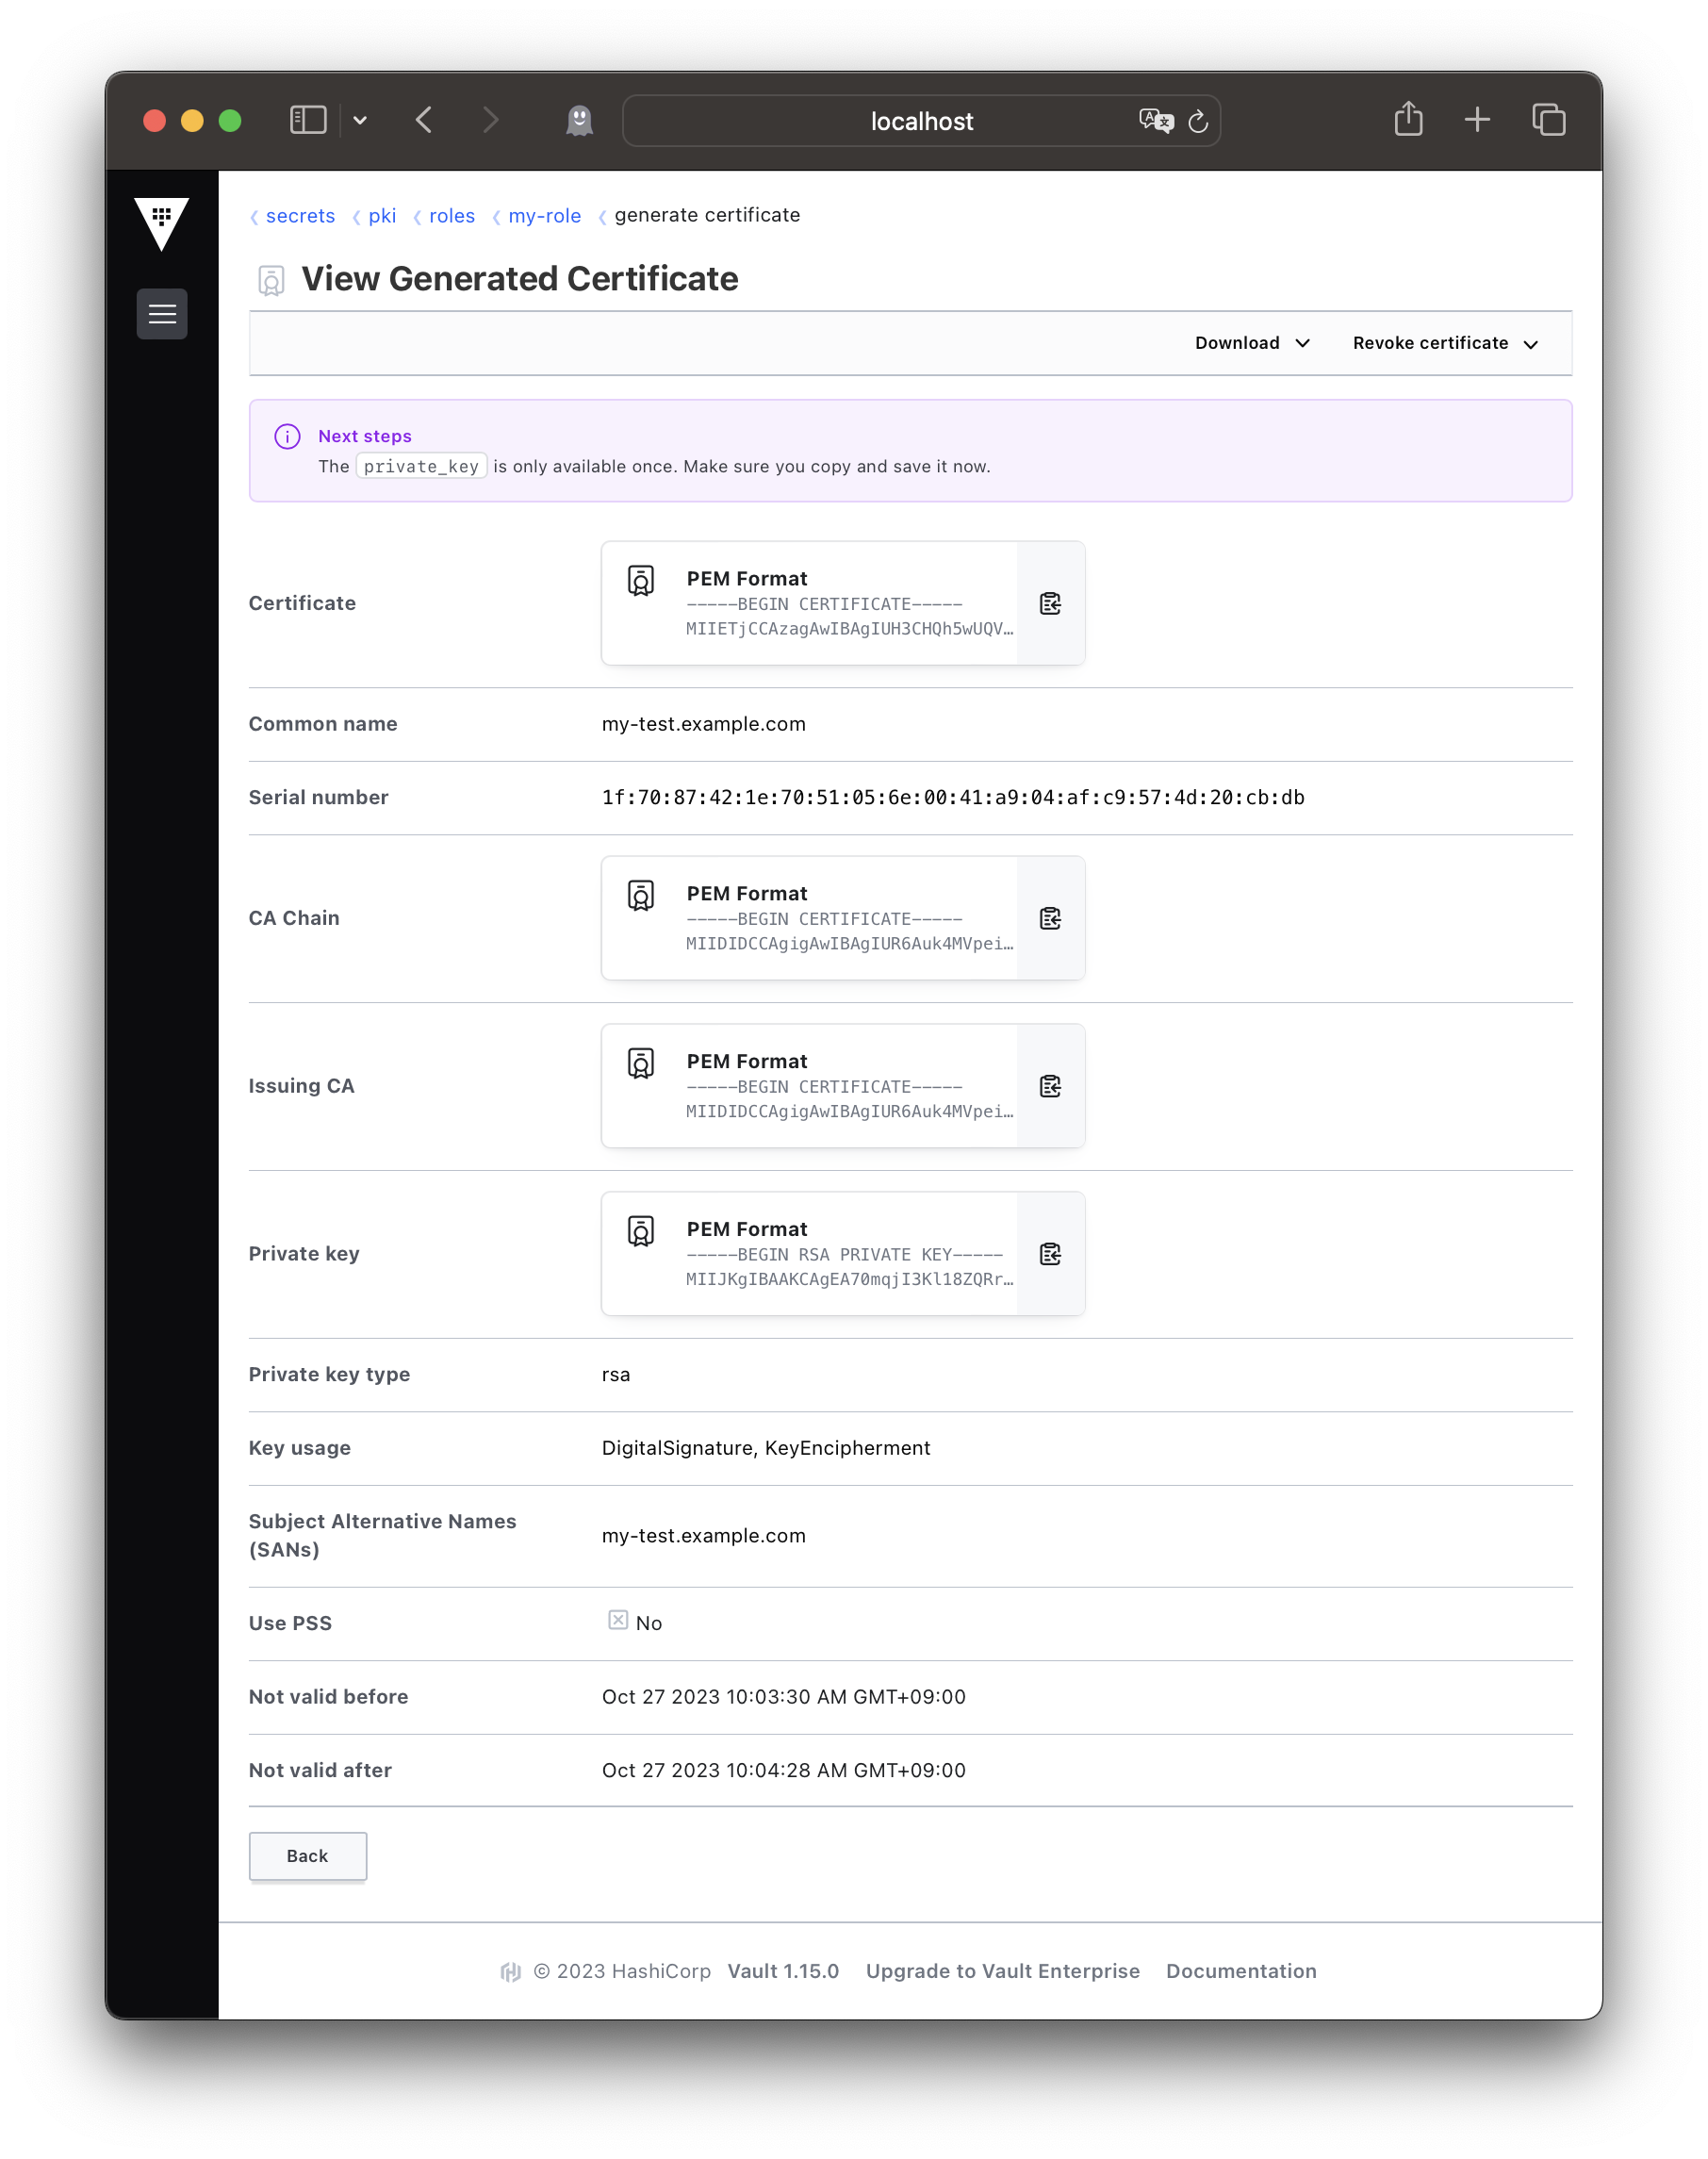 localhost
secrets pki roles my-role generate certificate
View Generated Certificate
Download Revoke certificate
Next steps
The private_key is only available once. Make sure you copy and save it now.
Certificate
PEM Format
-----BEGIN CERTIFICATE-----
MIIETjCCAzagAwIBAgIUH3CHQh5wUQV…
Common name my-test.example.com
Serial number 1f:70:87:42:1e:70:51:05:6e:00:41:a9:04:af:c9:57:4d:20:cb:db
CA Chain
PEM Format
-----BEGIN CERTIFICATE-----
MIIDIDCCAgigAwIBAgIUR6Auk4MVpei…
Issuing CA
PEM Format
-----BEGIN CERTIFICATE-----
MIIDIDCCAgigAwIBAgIUR6Auk4MVpei…
Private key
PEM Format
-----BEGIN RSA PRIVATE KEY-----
MIIJKgIBAAKCAgEA70mqjI3Kl18ZQRr…
Private key type rsa
Key usage DigitalSignature, KeyEncipherment
Subject Alternative Names
(SANs)
my-test.example.com
Use PSS No
Not valid before Oct 27 2023 10:03:30 AM GMT+09:00
Not valid after Oct 27 2023 10:04:28 AM GMT+09:00
Back
© 2023 HashiCorp Vault 1.15.0 Upgrade to Vault Enterprise Documentation